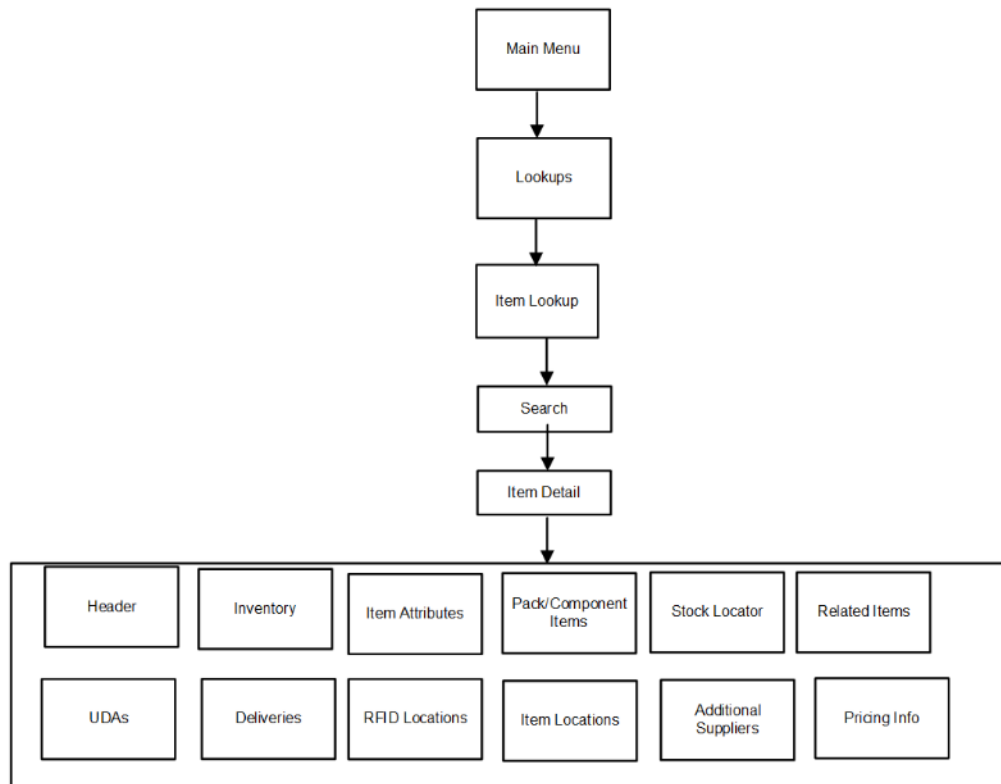 Main Menu
Lookups
Item Lookup
Search
Item Detail
Header
Inventory
Item Attributes
Pack/Component
Items
Stock Locator
Related Items
UDAs
Deliveries
RFID Locations
Item Locations
Additional
Suppliers
Pricing Info